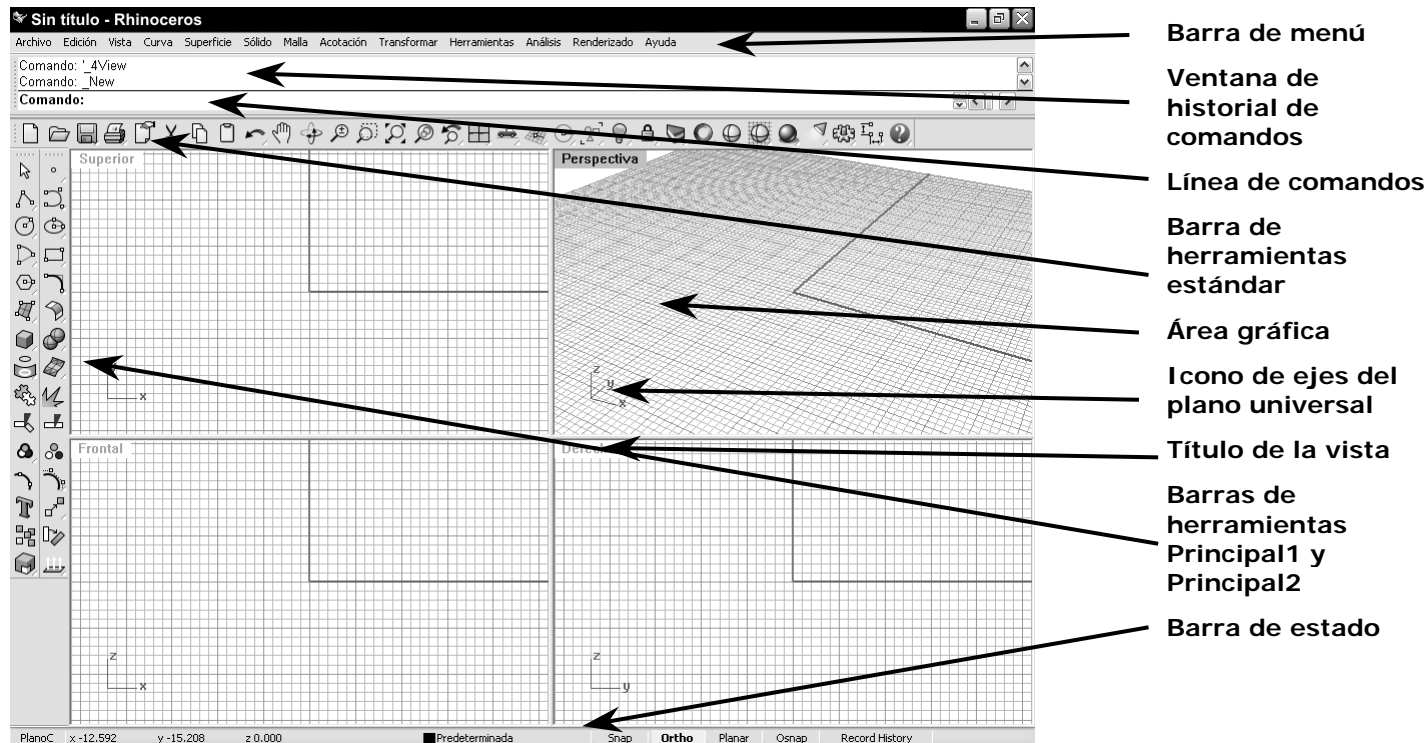 Sin título - Rhinoceros
Archivo Edición Vista Curva Superficie Sólido Malla Acotación Transformar Herramientas Análisis Renderizado Ayuda
Comando: '_4View
Comando: _New
Comando:
Superior
Perspectiva
x
z
y
x
Frontal
z
x
z
y
PlanoC x -12.592 y -15.208 z 0.000 Predeterminada Snap Ortho Planar Osnap Record History
Barra de menú
Ventana de
historial de
comandos
Línea de comandos
Barra de
herramientas
estándar
Área gráfica
Icono de ejes del
plano universal
Título de la vista
Barras de
herramientas
Principal1 y
Principal2
Barra de estado